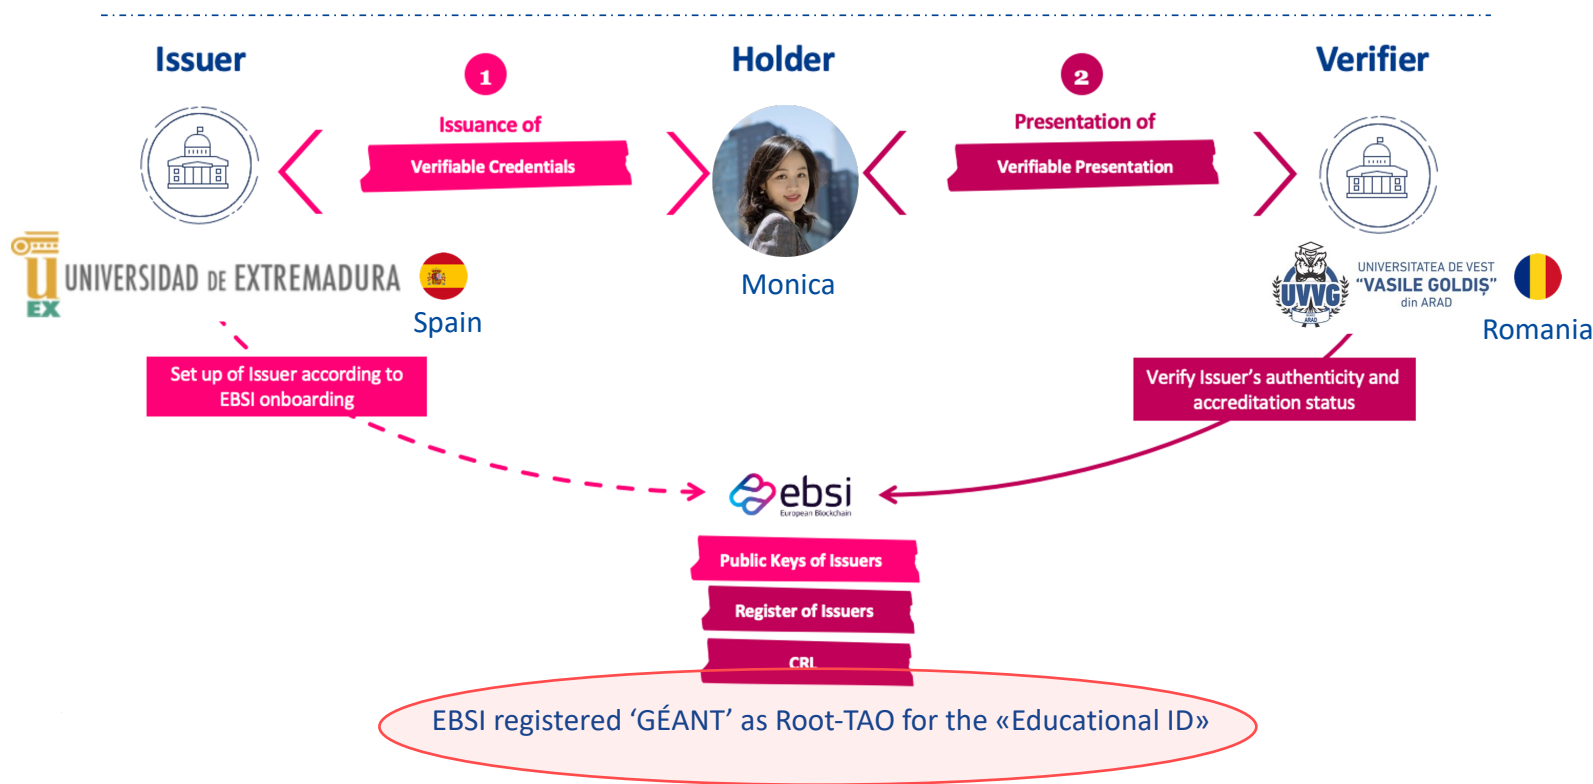 Issuer
1
Issuance of
Verifiable Credentials
Holder
2
Presentation of
Verifiable Presentation
Verifier
U
EX
UNIVERSIDAD DE EXTREMADURA
Spain
Monica
UVVG
ARAD
UNIVERSITATEA DE VEST
“VASILE GOLDIȘ”
din ARAD
Romania
Set up of Issuer according to
EBSI onboarding
Verify Issuer’s authenticity and
accreditation status
ebsi
European Blockchain
Public Keys of Issuers
Register of Issuers
CRL
EBSI registered ‘GÉANT’ as Root-TAO for the «Educational ID»